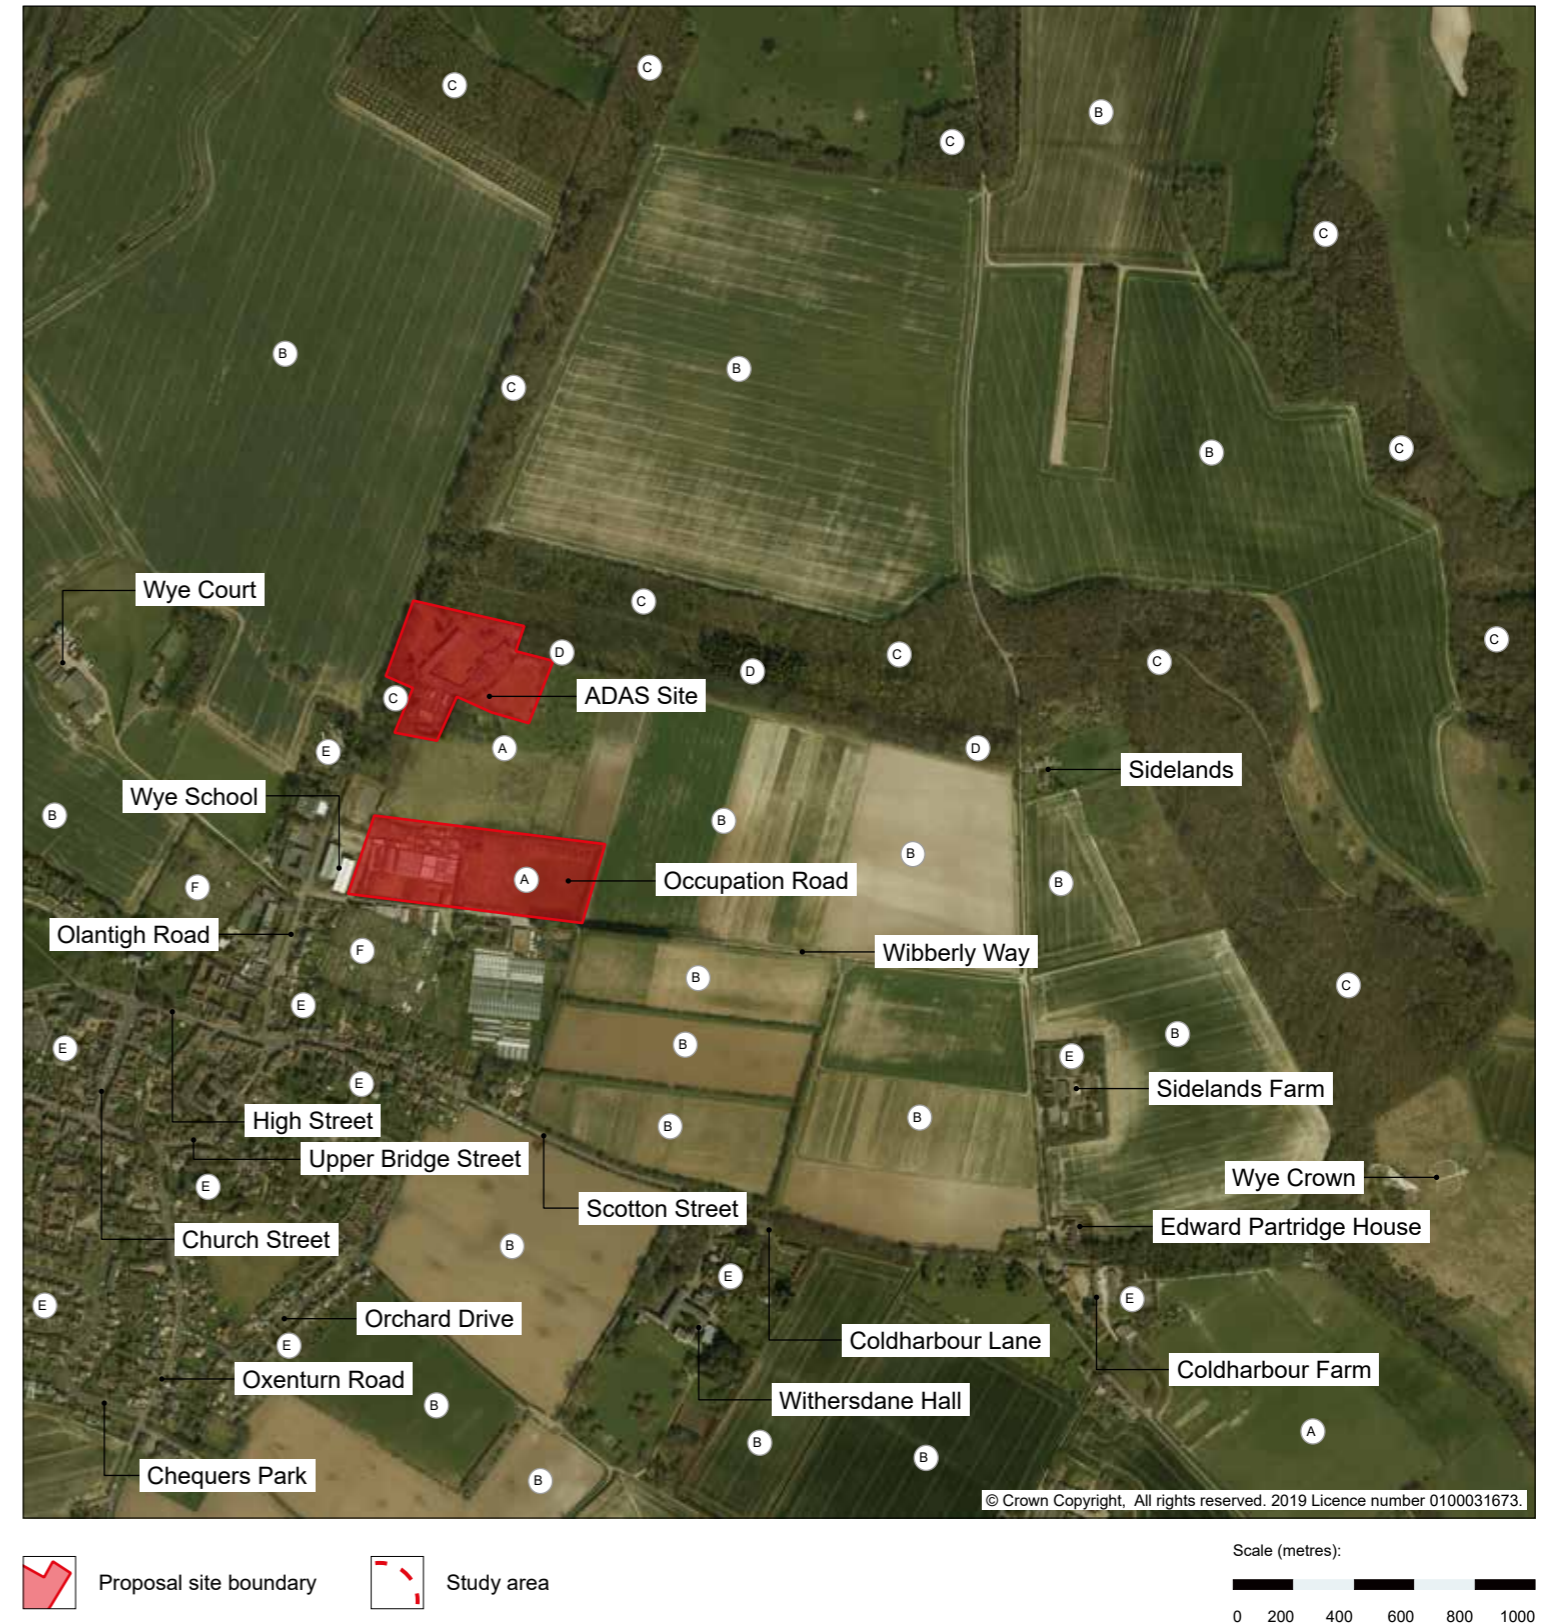 C
C
B
C
C
B
C
B
B
C
C
Wye Court
C
C
D
C
C
D
ADAS Site
C
A
E
D
Sidelands
Wye School
B
B
B
A
Occupation Road
B
F
Olantigh Road
F
Wibberly Way
B
E
C
B
E
B
E
E
E
Sidelands Farm
High Street
B
B
Upper Bridge Street
E
Wye Crown
Scotton Street
Edward Partridge House
Church Street
B
E
E
E
Orchard Drive
E
Coldharbour Lane
Coldharbour Farm
Oxenturn Road
B
Withersdane Hall
A
B
B
Chequers Park
B
© Crown Copyright, All rights reserved. 2019 Licence number 0100031673.
Scale (metres):
Proposal site boundary
Study area
0 200 400 600 800 1000